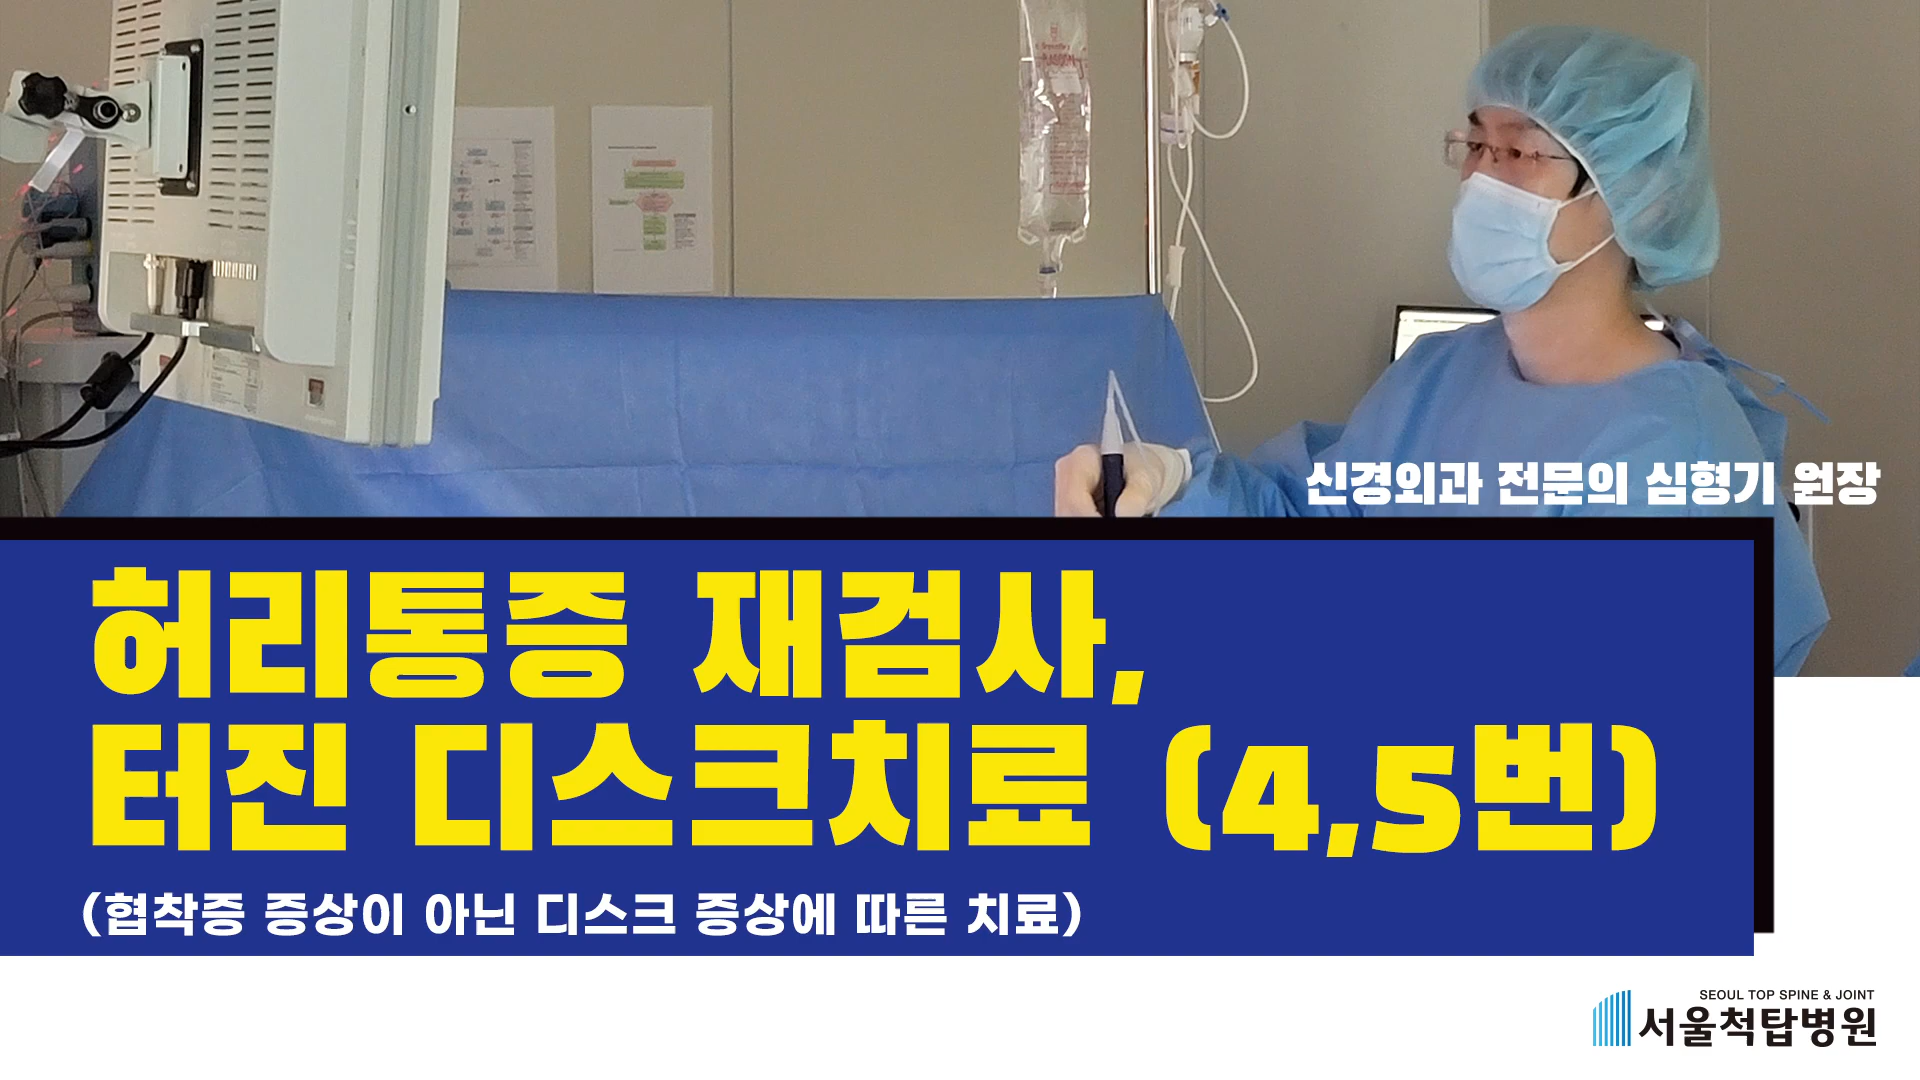 신경외과 전문의 심형기 원장
허리통증 재검사,
터진 디스크치료 (4,5번)
(협착증 증상이 아닌 디스크 증상에 따른 치료)
SEOUL TOP SPINE & JOINT
서울척탑병원